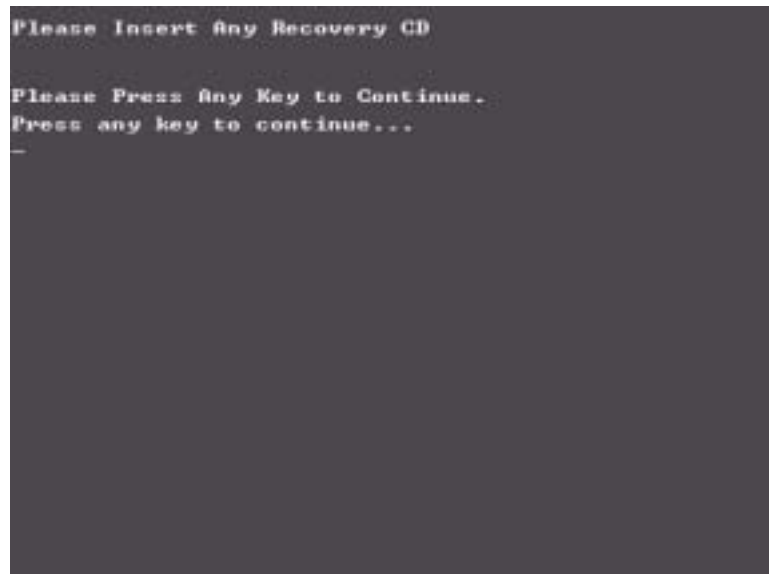 Please Insert Any Recovery CD
Please Press Any Key to Continue.
Press any key to continue...